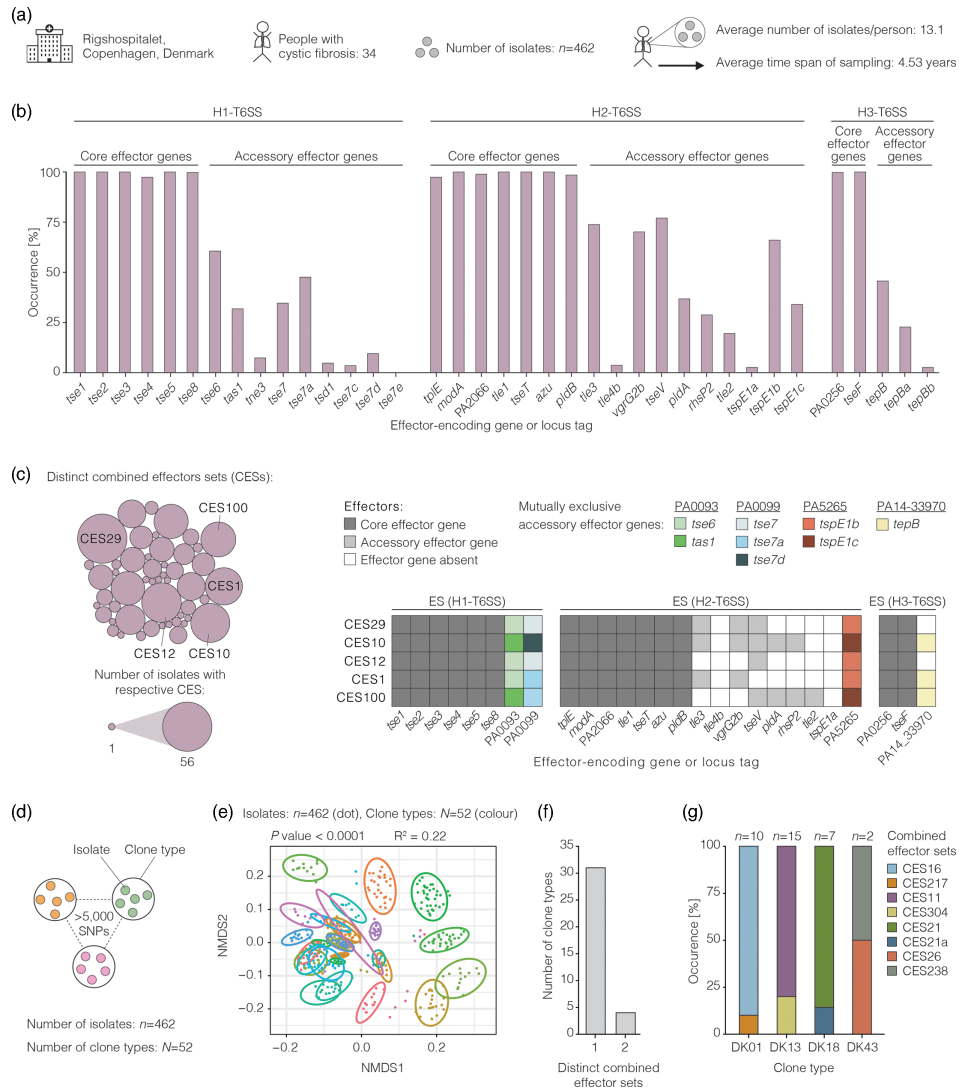 (a)
Rigshospitalet,
Copenhagen, Denmark
People with
cystic fibrosis: 34
Number of isolates: n=462
Average number of isolates/person: 13.1
Average time span of sampling: 4.53 years
(b)
H1-T6SS
H2-T6SS
H3-T6SS
Core effector genes
Accessory effector genes
Core effector genes
Accessory effector genes
Core
effector
genes
Accessory
effector
genes
Occurrence [%]
100
75
50
25
0
tse1
tse2
tse3
tse4
tse5
tse8
tse6
tas1
tne3
tse7
tse7a
tsd1
tse7c
tse7d
tse7e
tplE
modA
PA2066
tle1
tseT
azu
pldB
tle3
tle4b
vgrG2b
tseV
pldA
rhsP2
tle2
tspE1a
tspE1b
tspE1c
PA0256
tseF
tepB
tepBa
tepBb
Effector-encoding gene or locus tag
(c)
Distinct combined effectors sets (CESs):
CES100
CES29
CES1
CES12
CES10
Number of isolates with
respective CES:
1
56
Effectors:
Core effector gene
Accessory effector gene
Effector gene absent
Mutually exclusive
accessory effector genes:
PA0093
tse6
tas1
PA0099
tse7
tse7a
tse7d
PA5265
tspE1b
tspE1c
PA14-33970
tepB
ES (H1-T6SS)
ES (H2-T6SS)
ES (H3-T6SS)
CES29
CES10
CES12
CES1
CES100
tse1
tse2
tse3
tse4
tse5
tse8
PA0093
PA0099
tplE
modA
PA2066
tle1
tseT
azu
pldB
tle3
tle4b
vgrG2b
tseV
pldA
rhsP2
tle2
tspE1a
PA5265
PA0256
tseF
PA14_33970
Effector-encoding gene or locus tag
(d)
Isolate
Clone type
>5,000
SNPs
Number of isolates: n=462
Number of clone types: N=52
(e)
Isolates: n=462 (dot), Clone types: N=52 (colour)
P value < 0.0001
R² = 0.22
NMDS2
0.2
0.1
0.0
−0.1
−0.2
−0.2
0.0
0.2
NMDS1
(f)
Number of clone types
35
30
25
20
15
10
5
0
1
2
Distinct combined
effector sets
(g)
n=10
n=15
n=7
n=2
Occurence [%]
100
50
0
DK01
DK13
DK18
DK43
Clone type
Combined
effector sets
CES16
CES217
CES11
CES304
CES21
CES21a
CES26
CES238